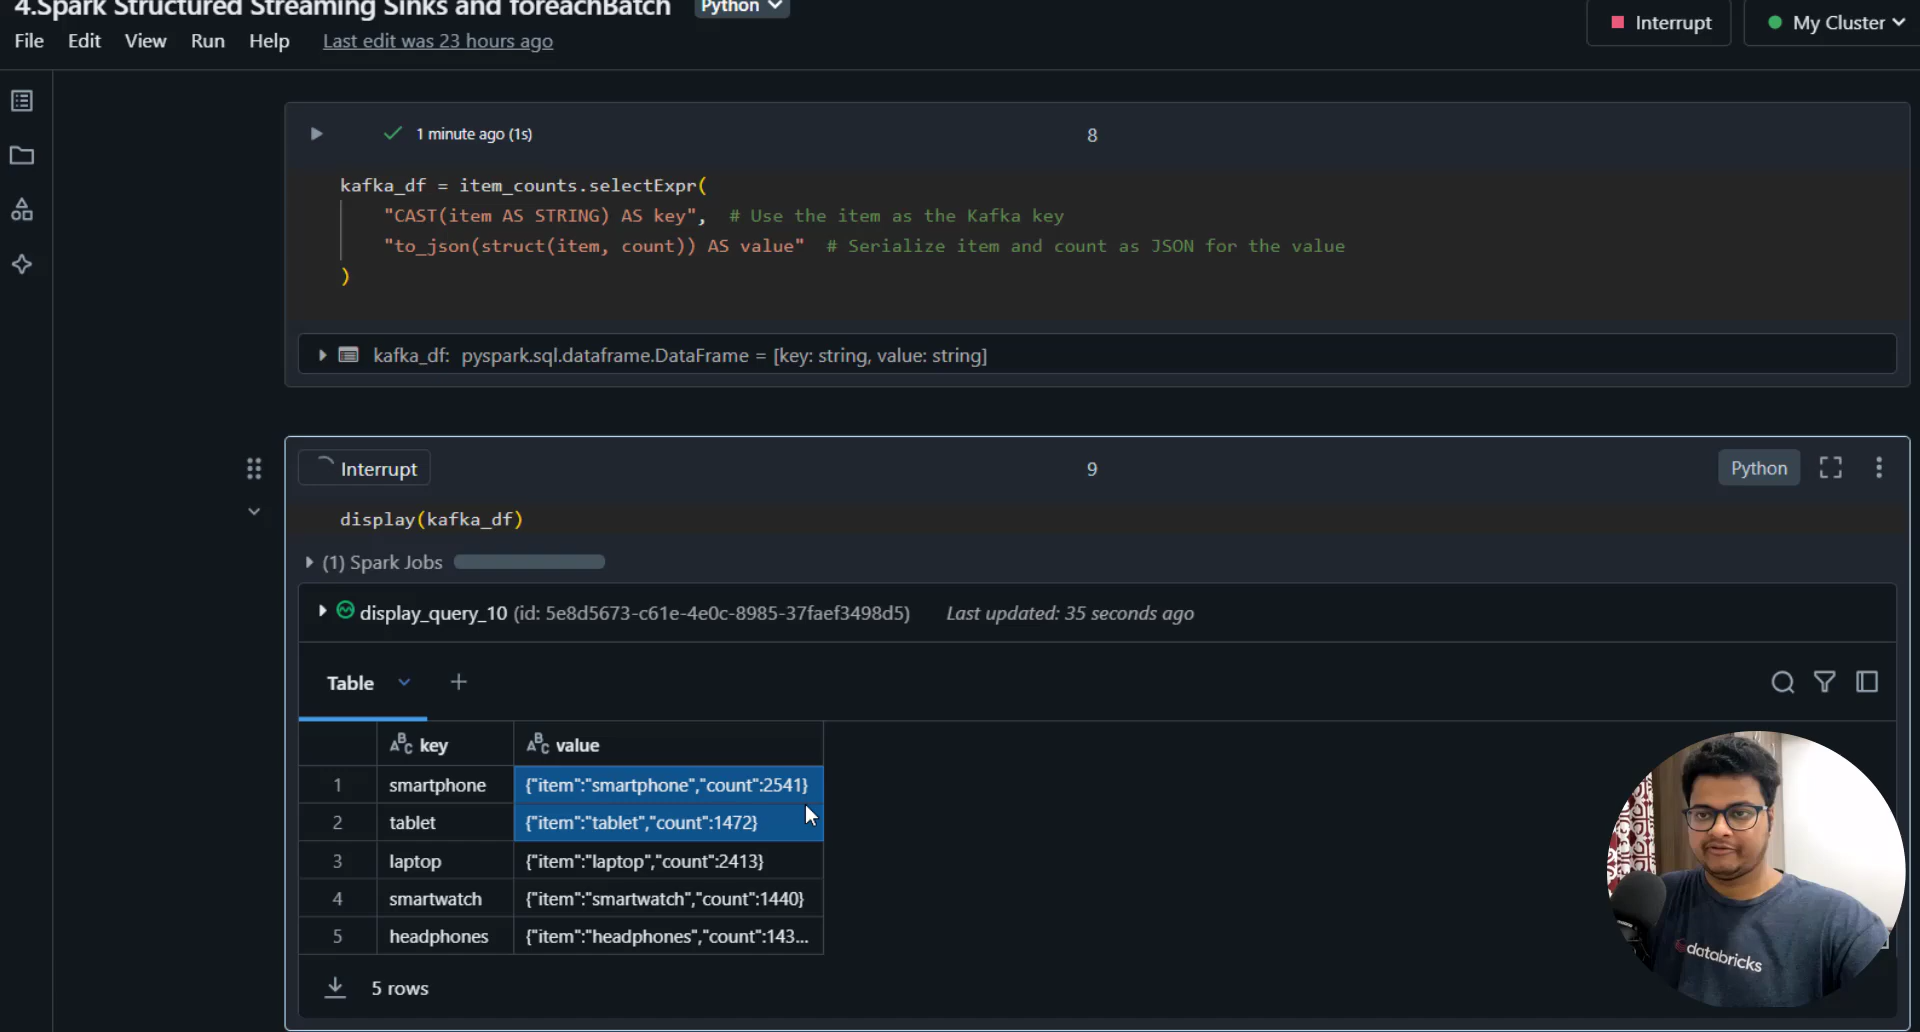 4.Spark Structured Streaming Sinks and foreachBatch
Python
File Edit View Run Help Last edit was 23 hours ago
Interrupt
My Cluster
1 minute ago (1s)
8
kafka_df = item_counts.selectExpr(
"CAST(item AS STRING) AS key", # Use the item as the Kafka key
"to_json(struct(item, count)) AS value" # Serialize item and count as JSON for the value
)
kafka_df: pyspark.sql.dataframe.DataFrame = [key: string, value: string]
Interrupt
9
Python
display(kafka_df)
(1) Spark Jobs
display_query_10 (id: 5e8d5673-c61e-4e0c-8985-37faef3498d5) Last updated: 35 seconds ago
Table
key value
1 smartphone {"item":"smartphone","count":2541}
2 tablet {"item":"tablet","count":1472}
3 laptop {"item":"laptop","count":2413}
4 smartwatch {"item":"smartwatch","count":1440}
5 headphones {"item":"headphones","count":143...
5 rows
databricks